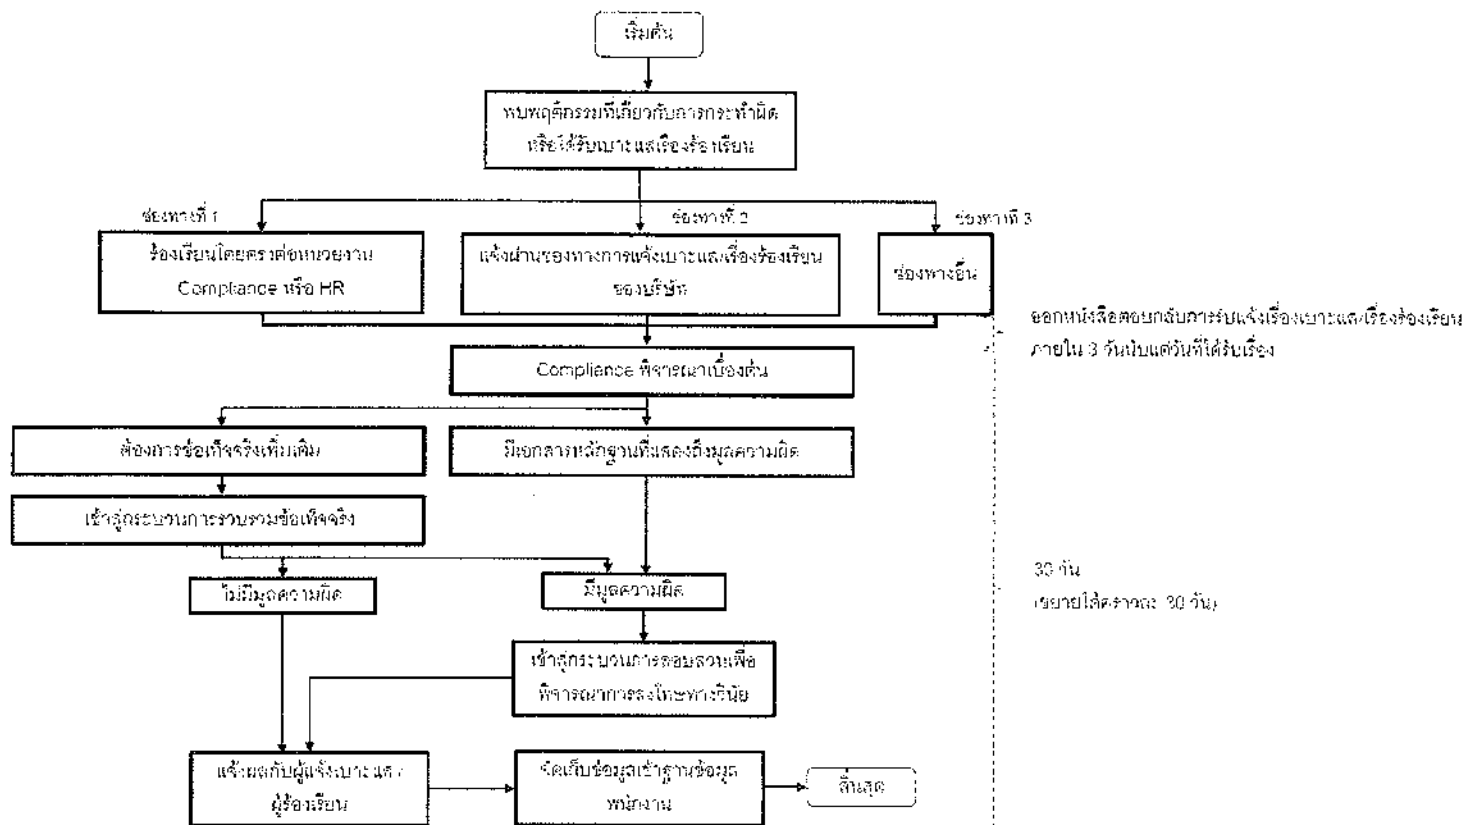 เริ่มต้น
พบพฤติกรรมที่เกี่ยวกับการกระทำผิด
หรือได้รับเบาะแสเรื่องร้องเรียน
ช่องทางที่ 1
ช่องทางที่ 2
ช่องทางที่ 3
ร้องเรียนโดยตรงต่อหน่วยงาน
Compliance หรือ HR
แจ้งผ่านช่องทางการแจ้งเบาะแส/เรื่องร้องเรียน
ของบริษัท
ช่องทางอื่น
ออกหนังสือตอบกลับการรับแจ้งเรื่องเบาะแส/เรื่องร้องเรียน
ภายใน 3 วันนับแต่วันที่ได้รับเรื่อง
Compliance พิจารณาเบื้องต้น
ต้องการข้อเท็จจริงเพิ่มเติม
มีเอกสารหลักฐานที่แสดงถึงมูลความผิด
เข้าสู่กระบวนการรวบรวมข้อเท็จจริง
ไม่มีมูลความผิด
มีมูลความผิด
30 วัน
(ขยายได้คราวละ 30 วัน)
เข้าสู่กระบวนการสอบสวนเพื่อ
พิจารณาการลงโทษทางวินัย
แจ้งผลกับผู้แจ้งเบาะแส /
ผู้ร้องเรียน
จัดเก็บข้อมูลเข้าฐานข้อมูล
พนักงาน
สิ้นสุด